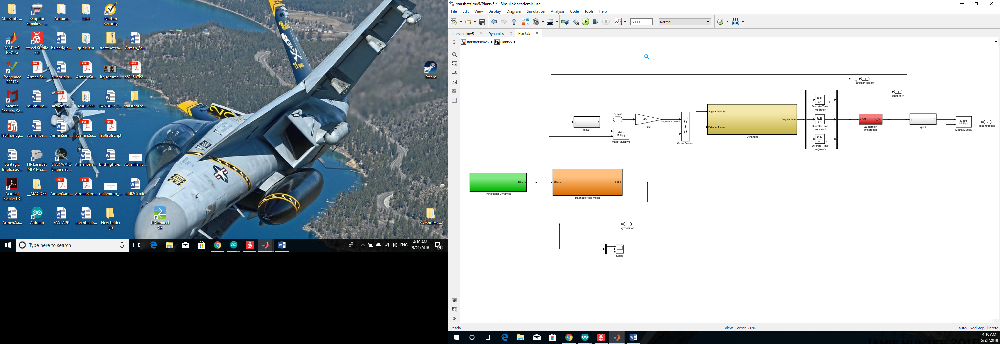 StarShotC...
Shop for
Supplies - ...
Arduino
lab4
Norton
Security
MATLAB
R2017a
Atmel Studio
7.0
blueorigin...
gridclient
starsthotco...
Armen_Sa...
Polyspace
R2017a
Armen.Sa...
blueorigin...
ArmenSa...
luysgrume...
b6215b7b2...
Steam
McAfee
Security Sc...
millenium...
Armen.Sa...
MAE7999
FASTAPP_2...
starsthotco...
lab4hbridg...
Armen.Sa...
ArmenSam...
Armen.Sa...
lab8solscript
Strategic
Implicatio...
HP LaserJet
MFP M22...
STAR WARS
Empire at ...
ArmenSam...
birthrightre...
AS.milleniu...
Acrobat
Reader DC
__MACOSX
ArmenSam...
ArmenSam...
millenium_i...
oldI2Ccode
Armen.Sa...
Arduino
FASTAPP
mechfinalr...
New folder
(2)
TI Connect
CE
StarshotAC...
20
75 years
Type here to search
ENG
4:10 AM
5/21/2018
4
starshotsimv5/Plantv5 * - Simulink academic use
File Edit View Display Diagram Simulation Analysis Code Tools Help
6000
Normal
starshotsimv5
Dynamics
Plantv5
starshotsimv5
Plantv5
1
w
angular velocity
4
quaternion
K Ts
z-1
p
Discrete-Time
Integrator
current
1
-K-
Gain
magnetic moment
q
Q
qtoQ1
Matrix
Multiply
Matrix Multiply1
Cross Product
Angular Velocity
External Torque
Angular Accel
Dynamics
K Ts
z-1
q
Discrete-Time
Integrator1
K Ts
z-1
r
Discrete-Time
Integrator2
w B/N
q_B/N
Quaternion
Integration
q
Q
qtoQ
Matrix
Multiply
Matrix Multiply
2
magnetic field
ECIxyz
Tranlational Dynamics
ECIxyz
ECI_B
Magnetic Field Model
3
xyzposition
Scope
Ready
View 1 error
80%
auto(FixedStepDiscrete)
4:10 AM
5/21/2018
JAMIE HUNTER 2018